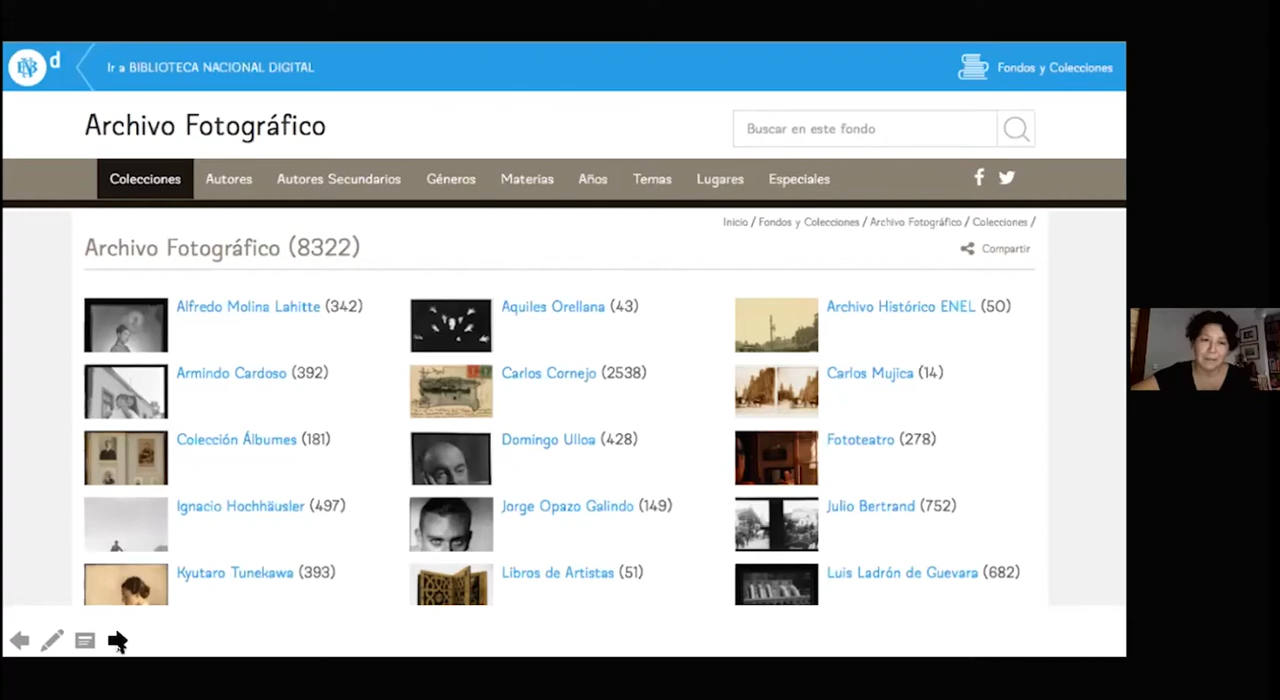 BN d
Ir a BIBLIOTECA NACIONAL DIGITAL
Fondos y Colecciones
Archivo Fotográfico
Buscar en este fondo
Colecciones Autores Autores Secundarios Géneros Materias Años Temas Lugares Especiales
Inicio / Fondos y Colecciones / Archivo Fotográfico / Colecciones /
Archivo Fotográfico (8322)
Compartir
Alfredo Molina Lahitte (342) Aquiles Orellana (43) Archivo Histórico ENEL (50)
Armindo Cardoso (392) Carlos Cornejo (2538) Carlos Mujica (14)
Colección Álbumes (181) Domingo Ulloa (428) Fototeatro (278)
Ignacio Hochhäusler (497) Jorge Opazo Galindo (149) Julio Bertrand (752)
Kyutaro Tunekawa (393) Libros de Artistas (51) Luis Ladrón de Guevara (682)